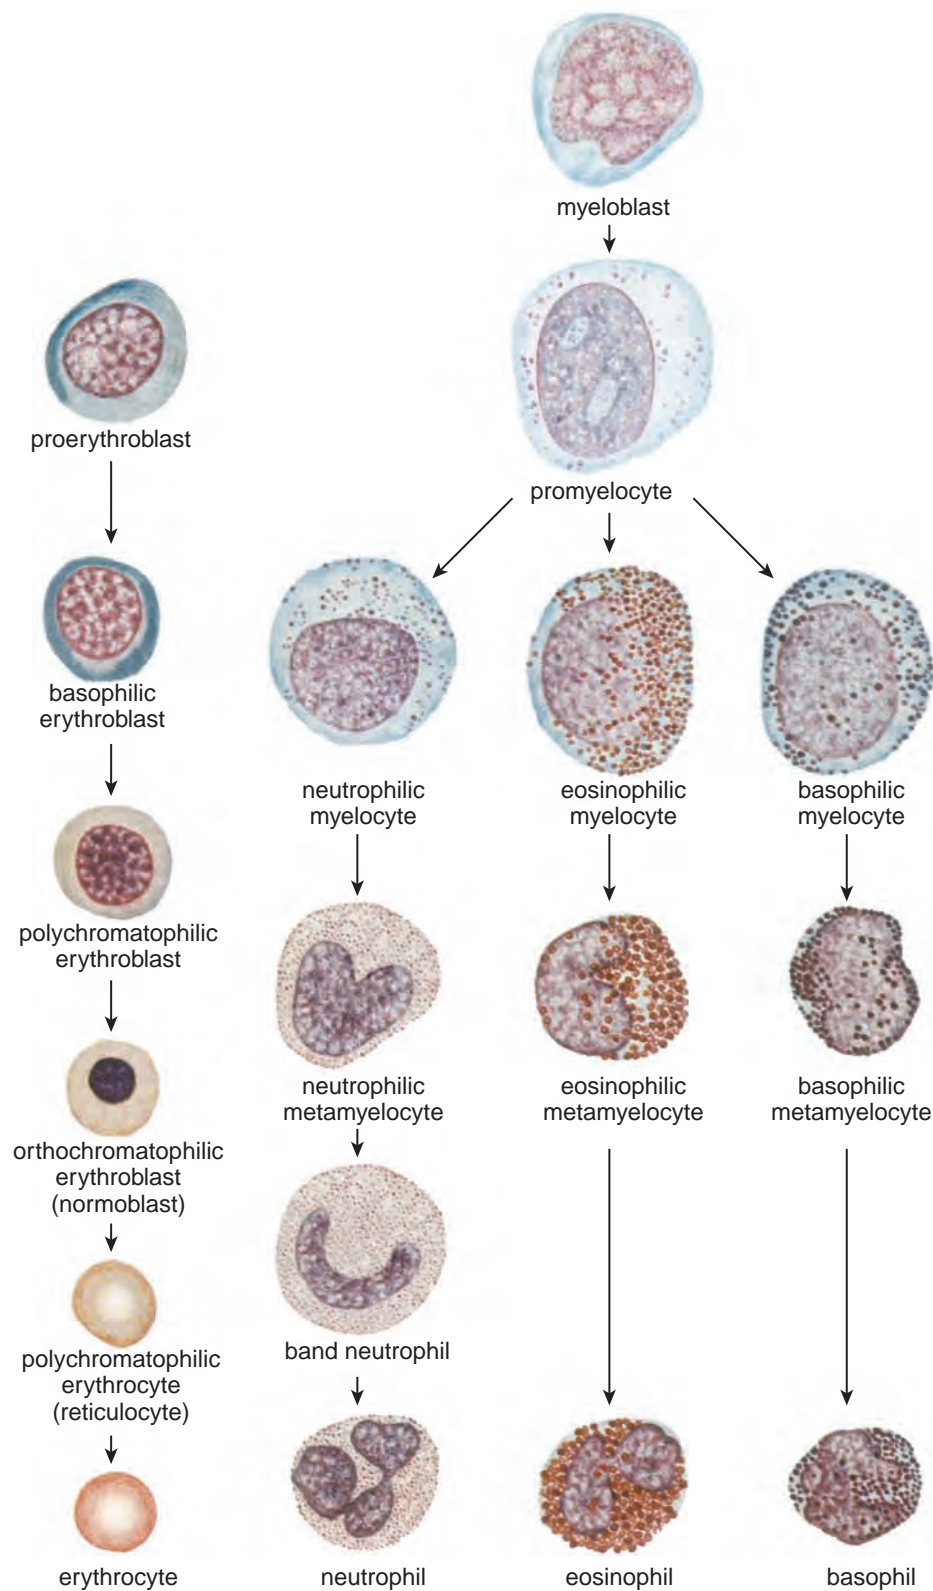 myeloblast
promyelocyte
proerythroblast
basophilic
erythroblast
polychromatophilic
erythroblast
orthochromatophilic
erythroblast
(normoblast)
polychromatophilic
erythrocyte
(reticulocyte)
erythrocyte
neutrophilic
myelocyte
neutrophilic
metamyelocyte
band neutrophil
neutrophil
eosinophilic
myelocyte
eosinophilic
metamyelocyte
eosinophil
basophilic
myelocyte
basophilic
metamyelocyte
basophil